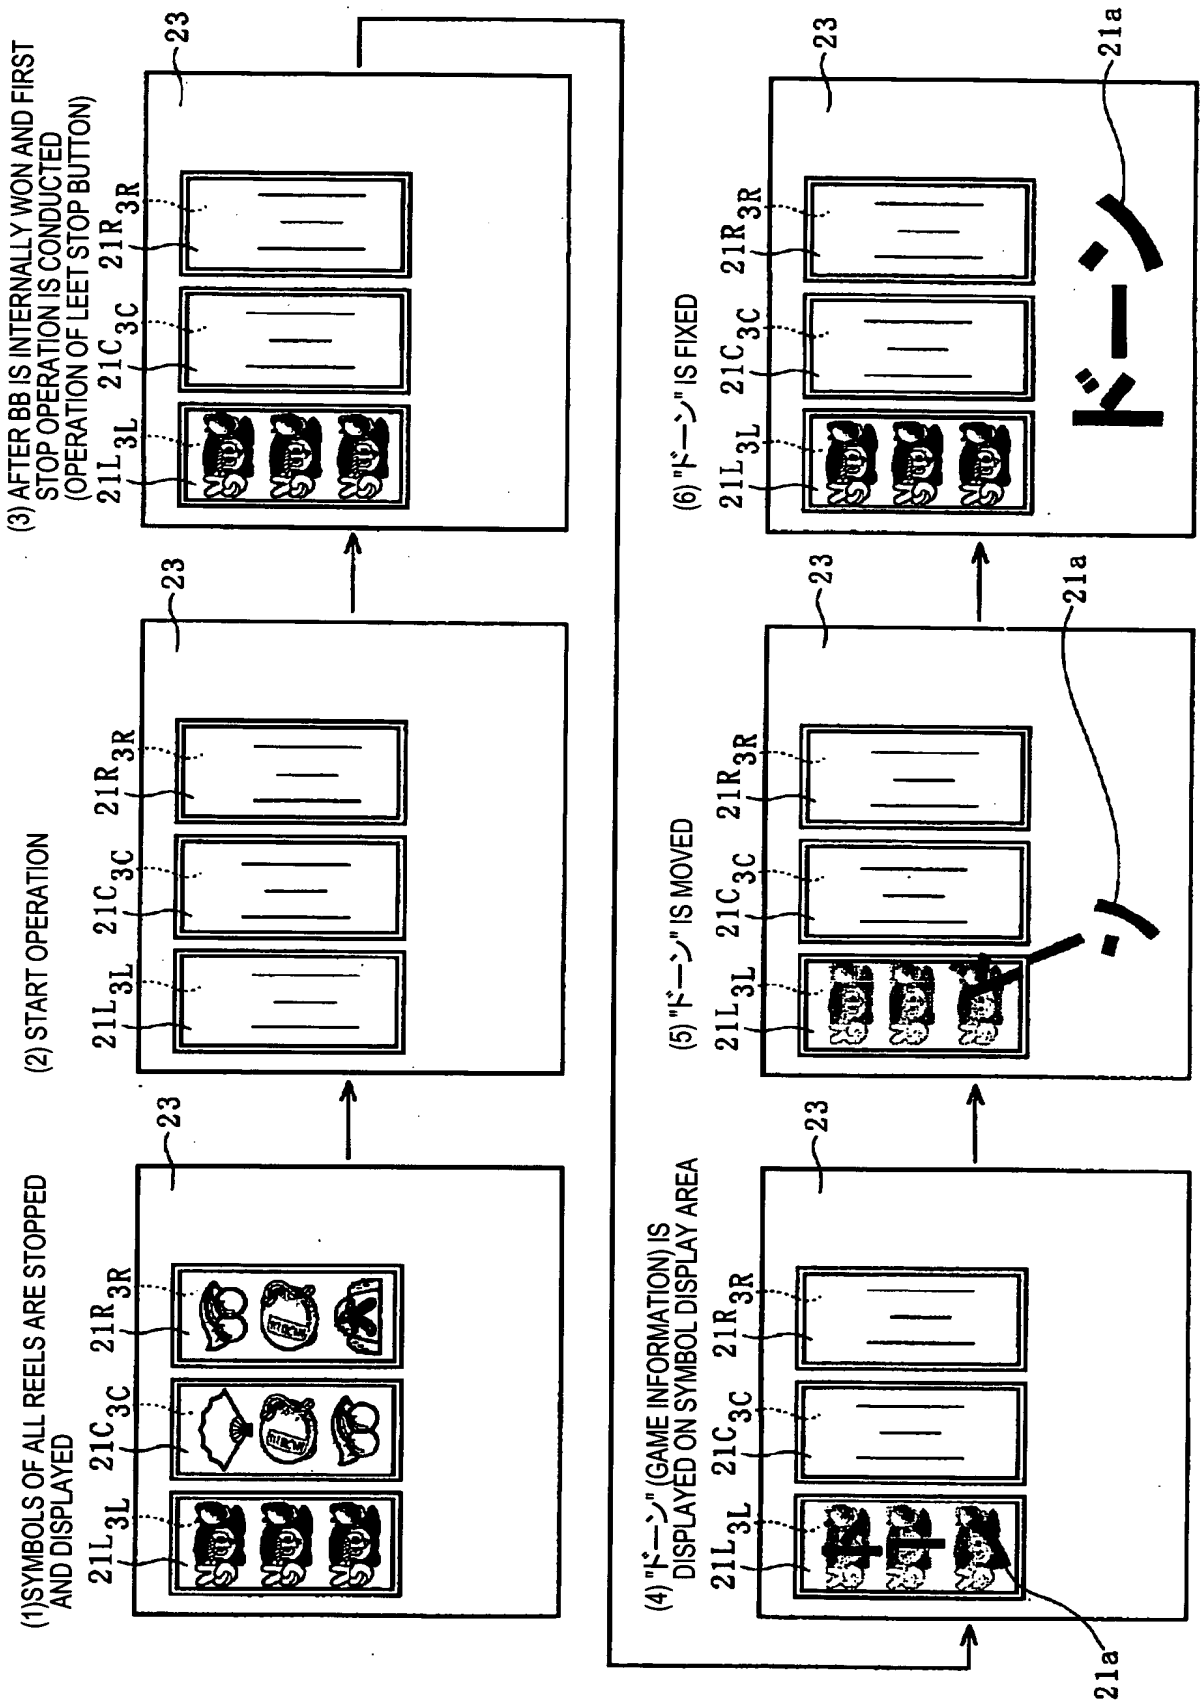 (1)SYMBOLS OF ALL REELS ARE STOPPED
AND DISPLAYED
21L 3L 21C 3C 21R 3R
23
(2) START OPERATION
21L 3L 21C 3C 21R 3R
23
(3) AFTER BB IS INTERNALLY WON AND FIRST
STOP OPERATION IS CONDUCTED
(OPERATION OF LEET STOP BUTTON)
21L 3L 21C 3C 21R 3R
23
(4) "ドーン" (GAME INFORMATION) IS
DISPLAYED ON SYMBOL DISPLAY AREA
21L 3L 21C 3C 21R 3R
23
21a
(5) "ドーン" IS MOVED
21L 3L 21C 3C 21R 3R
23
21a
(6) "ドーン" IS FIXED
21L 3L 21C 3C 21R 3R
23
ドーン
21a